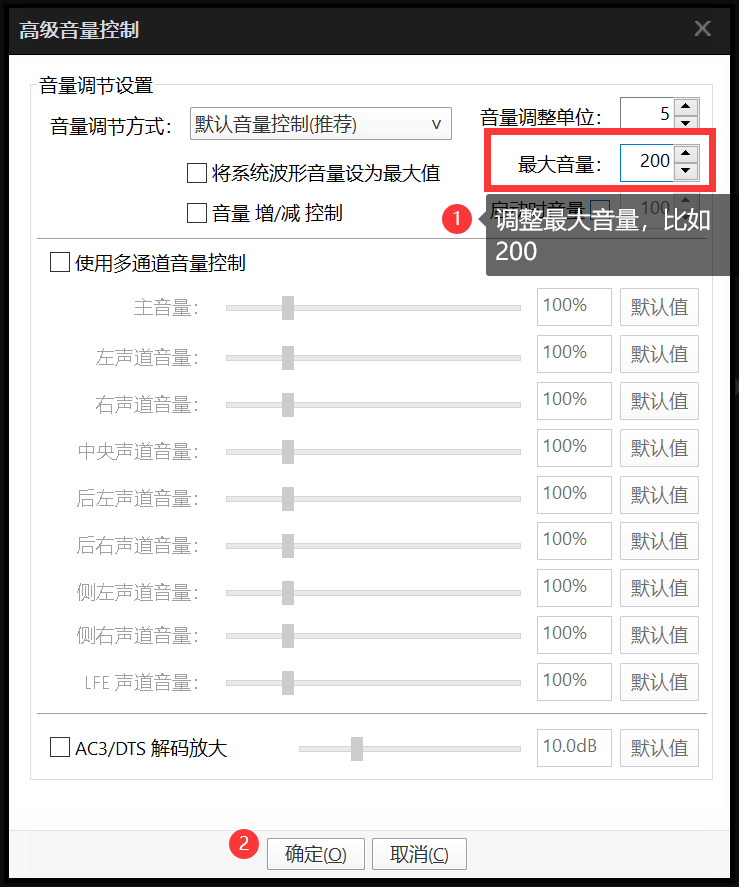 高级音量控制
音量调节设置
音量调节方式： 默认音量控制(推荐) 音量调整单位： 5
将系统波形音量设为最大值 最大音量： 200
音量 增/减 控制 启动时音量 100
1 调整最大音量，比如
200
使用多通道音量控制
主音量： 100% 默认值
左声道音量： 100% 默认值
右声道音量： 100% 默认值
中央声道音量： 100% 默认值
后左声道音量： 100% 默认值
后右声道音量： 100% 默认值
侧左声道音量： 100% 默认值
侧右声道音量： 100% 默认值
LFE 声道音量： 100% 默认值
AC3/DTS 解码放大 10.0dB 默认值
2 确定(O) 取消(C)